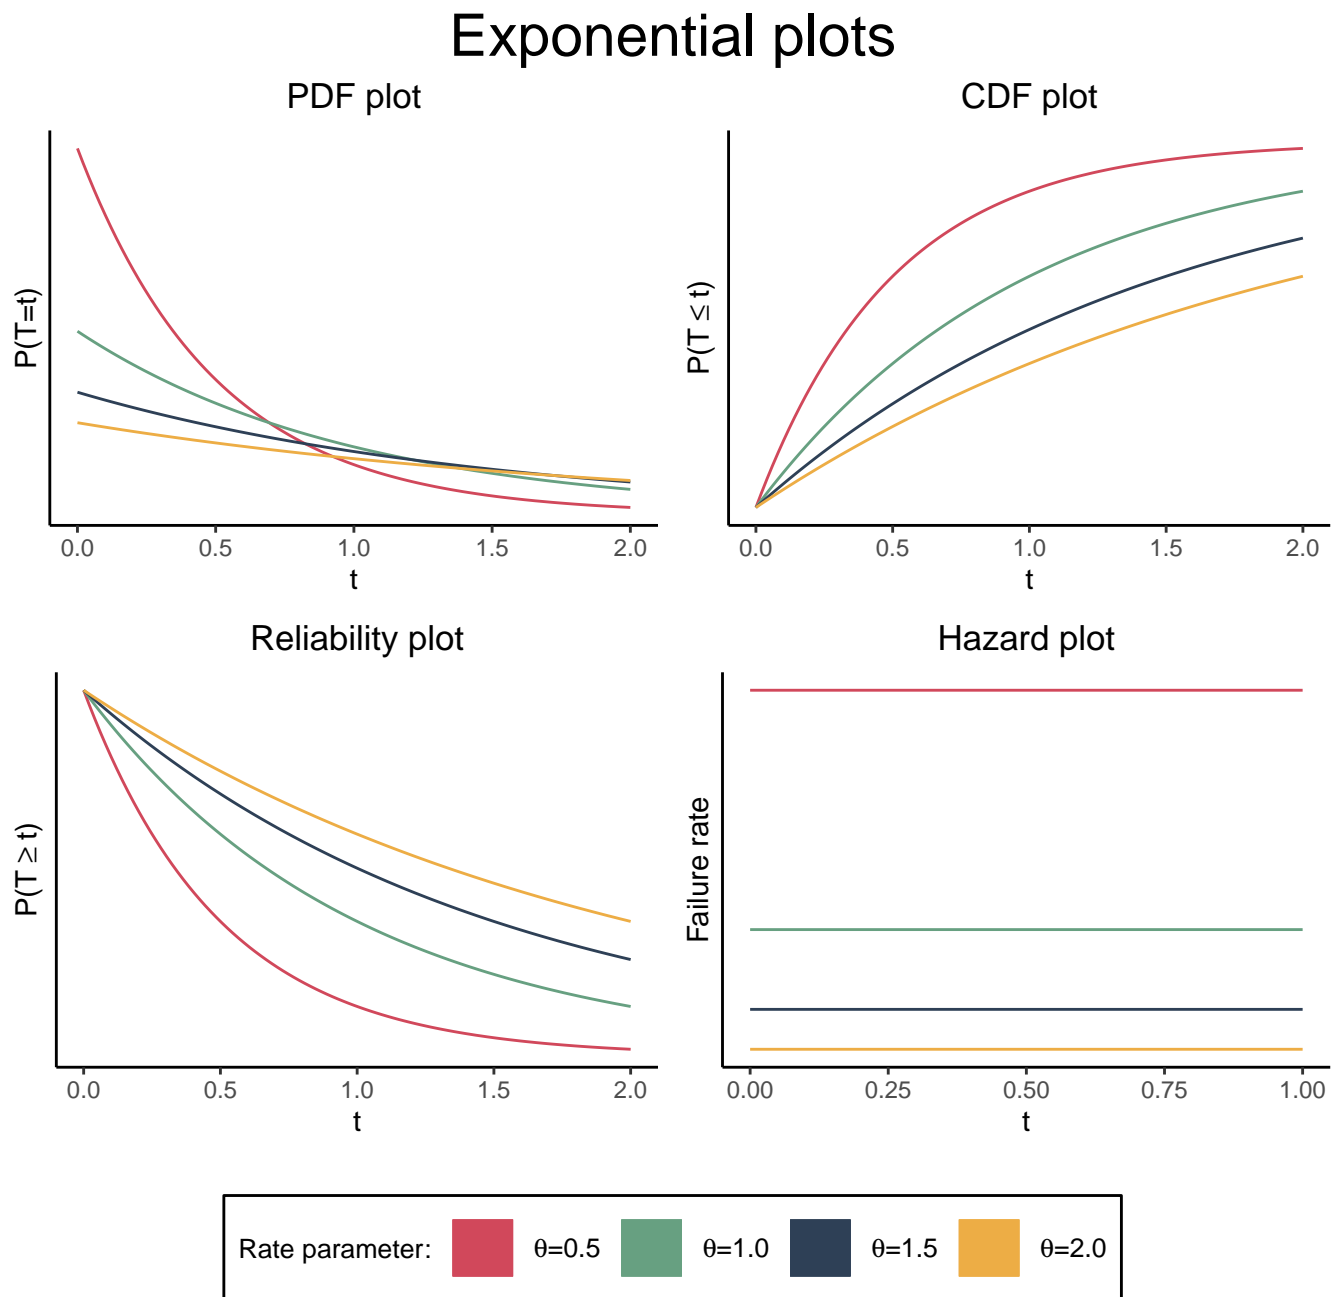 Exponential plots
PDF plot
P(T=t)
0.0 0.5 1.0 1.5 2.0
t
CDF plot
P(T ≤ t)
0.0 0.5 1.0 1.5 2.0
t
Reliability plot
P(T ≥ t)
0.0 0.5 1.0 1.5 2.0
t
Hazard plot
Failure rate
0.00 0.25 0.50 0.75 1.00
t
Rate parameter: θ=0.5 θ=1.0 θ=1.5 θ=2.0